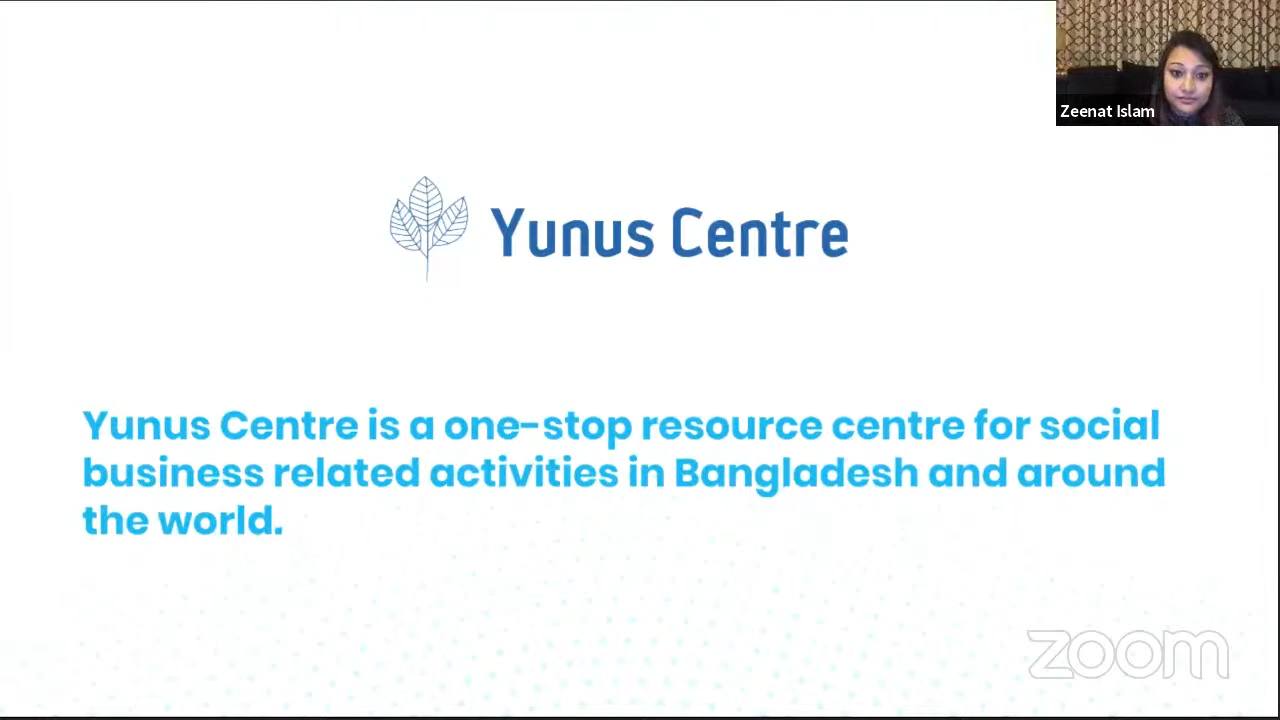 Zeenat Islam
Yunus Centre
Yunus Centre is a one-stop resource centre for social
business related activities in Bangladesh and around
the world.
zoom